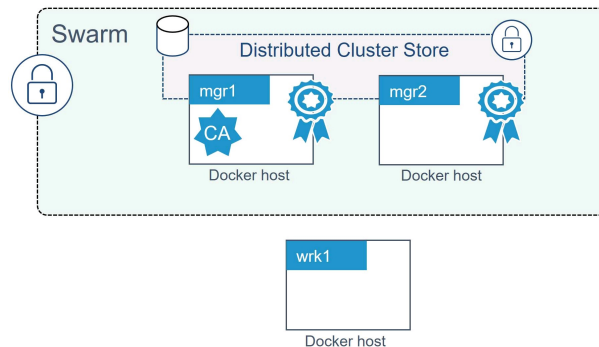 Swarm
Distributed Cluster Store
mgr1
mgr2
CA
Docker host
Docker host
wrk1
Docker host